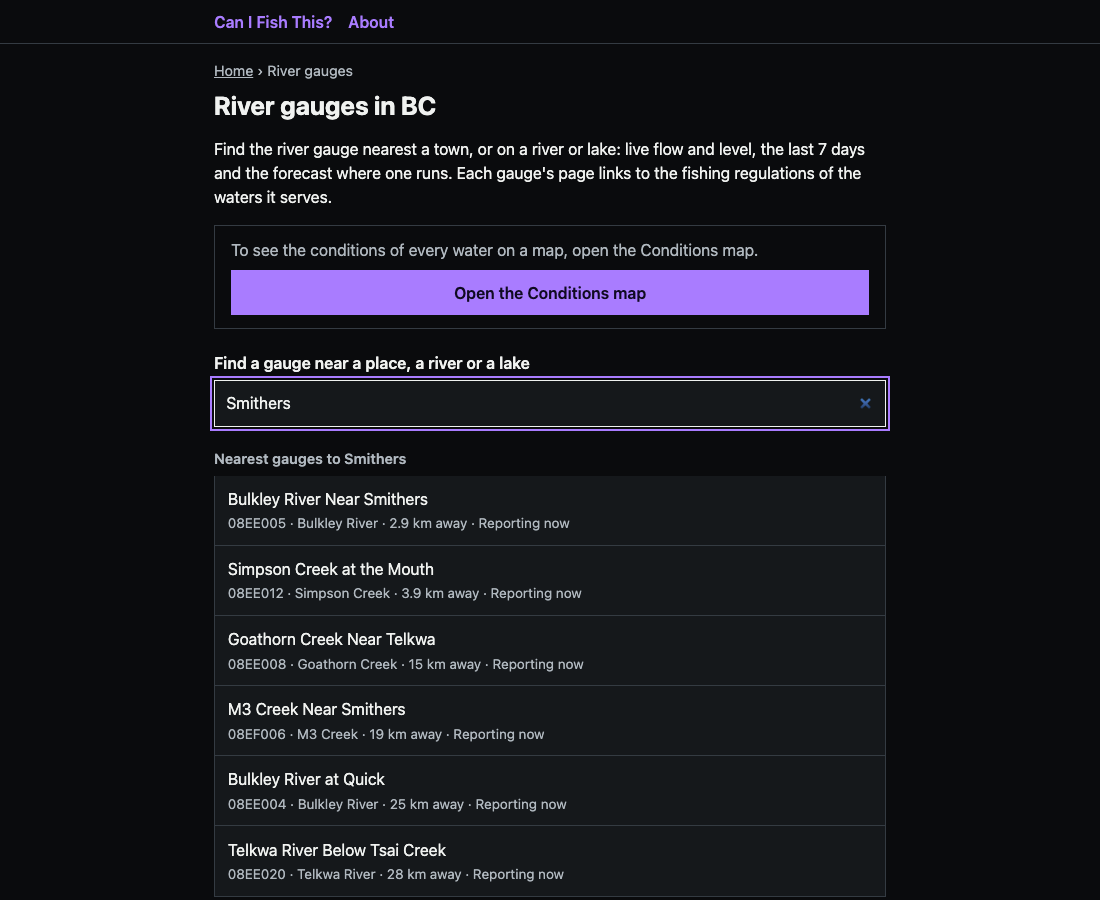 Can I Fish This? About
Home › River gauges
River gauges in BC
Find the river gauge nearest a town, or on a river or lake: live flow and level, the last 7 days
and the forecast where one runs. Each gauge's page links to the fishing regulations of the
waters it serves.
To see the conditions of every water on a map, open the Conditions map.
Open the Conditions map
Find a gauge near a place, a river or a lake
Smithers
Nearest gauges to Smithers
Bulkley River Near Smithers
08EE005 · Bulkley River · 2.9 km away · Reporting now
Simpson Creek at the Mouth
08EE012 · Simpson Creek · 3.9 km away · Reporting now
Goathorn Creek Near Telkwa
08EE008 · Goathorn Creek · 15 km away · Reporting now
M3 Creek Near Smithers
08EF006 · M3 Creek · 19 km away · Reporting now
Bulkley River at Quick
08EE004 · Bulkley River · 25 km away · Reporting now
Telkwa River Below Tsai Creek
08EE020 · Telkwa River · 28 km away · Reporting now